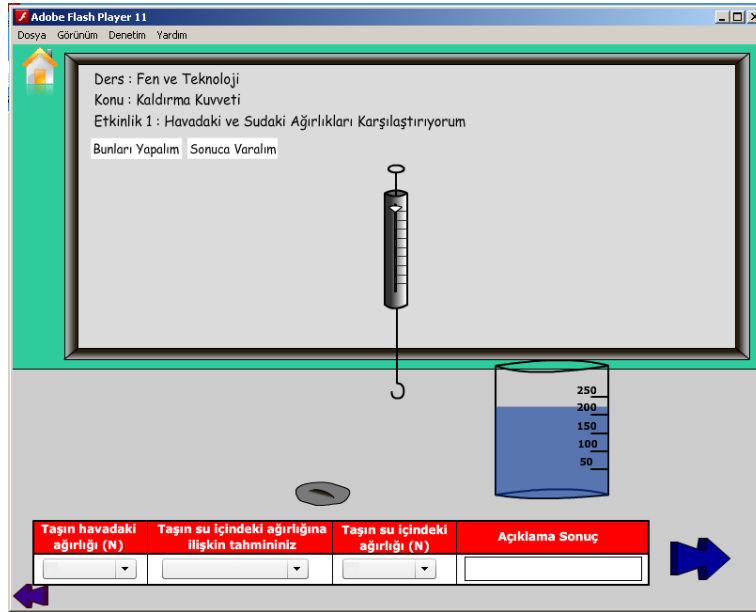 Adobe Flash Player 11
Dosya Görünüm Denetim Yardım
Ders : Fen ve Teknoloji
Konu : Kaldırma Kuvveti
Etkinlik 1 : Havadaki ve Sudaki Ağırlıkları Karşılaştırıyorum
Bunları Yapalım Sonuca Varalım
250
200
150
100
50
Taşın havadaki ağırlığı (N)
Taşın su içindeki ağırlığına ilişkin tahmininiz
Taşın su içindeki ağırlığı (N)
Açıklama Sonuç